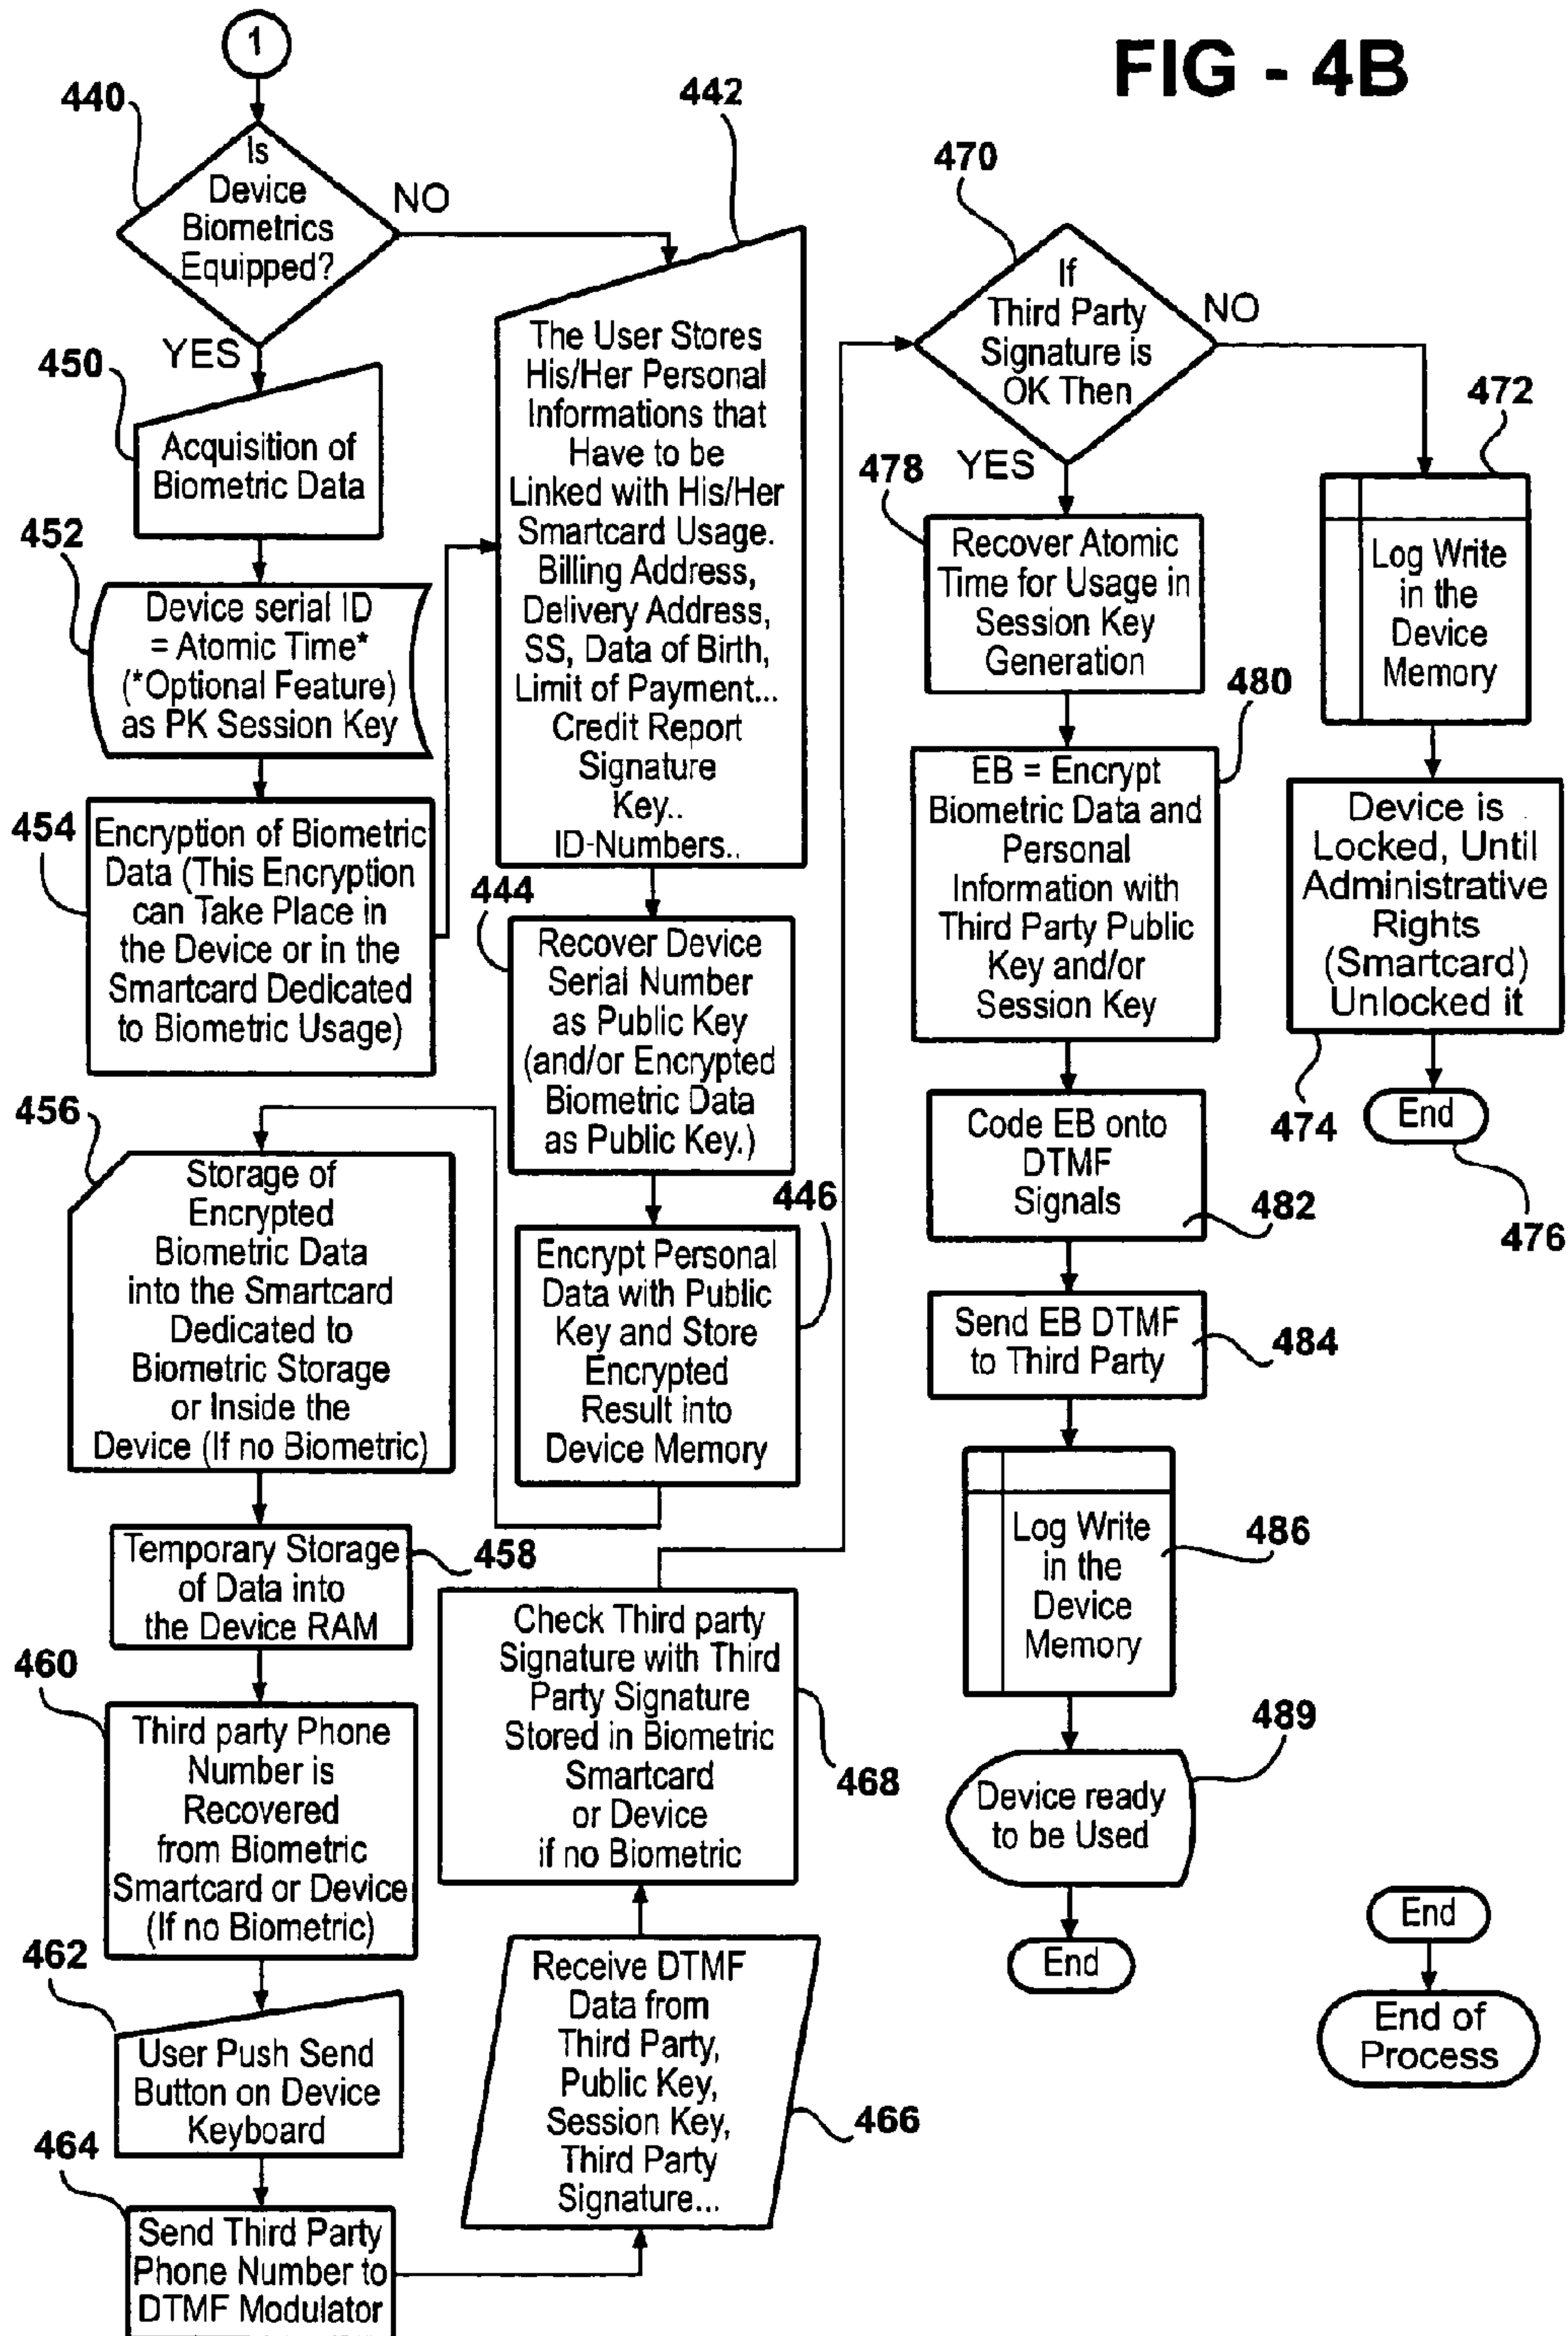 FIG - 4B
1
440
Is
Device
Biometrics
Equipped?
NO
YES
450
Acquisition of
Biometric Data
452
Device serial ID
= Atomic Time*
(*Optional Feature)
as PK Session Key
454
Encryption of Biometric
Data (This Encryption
can Take Place in
the Device or in the
Smartcard Dedicated
to Biometric Usage)
442
The User Stores
His/Her Personal
Informations that
Have to be
Linked with His/Her
Smartcard Usage.
Billing Address,
Delivery Address,
SS, Data of Birth,
Limit of Payment...
Credit Report
Signature
Key..
ID-Numbers..
444
Recover Device
Serial Number
as Public Key
(and/or Encrypted
Biometric Data
as Public Key.)
446
Encrypt Personal
Data with Public
Key and Store
Encrypted
Result into
Device Memory
456
Storage of
Encrypted
Biometric Data
into the Smartcard
Dedicated to
Biometric Storage
or Inside the
Device (If no Biometric)
458
Temporary Storage
of Data into
the Device RAM
460
Third party Phone
Number is
Recovered
from Biometric
Smartcard or Device
(If no Biometric)
462
User Push Send
Button on Device
Keyboard
464
Send Third Party
Phone Number to
DTMF Modulator
466
Receive DTMF
Data from
Third Party,
Public Key,
Session Key,
Third Party
Signature...
468
Check Third party
Signature with Third
Party Signature
Stored in Biometric
Smartcard
or Device
if no Biometric
470
If
Third Party
Signature is
OK Then
NO
YES
472
Log Write
in the
Device
Memory
474
Device is
Locked, Until
Administrative
Rights
(Smartcard)
Unlocked it
476
End
478
Recover Atomic
Time for Usage in
Session Key
Generation
480
EB = Encrypt
Biometric Data and
Personal
Information with
Third Party Public
Key and/or
Session Key
482
Code EB onto
DTMF
Signals
484
Send EB DTMF
to Third Party
486
Log Write
in the
Device
Memory
489
Device ready
to be Used
End
End
End of
Process